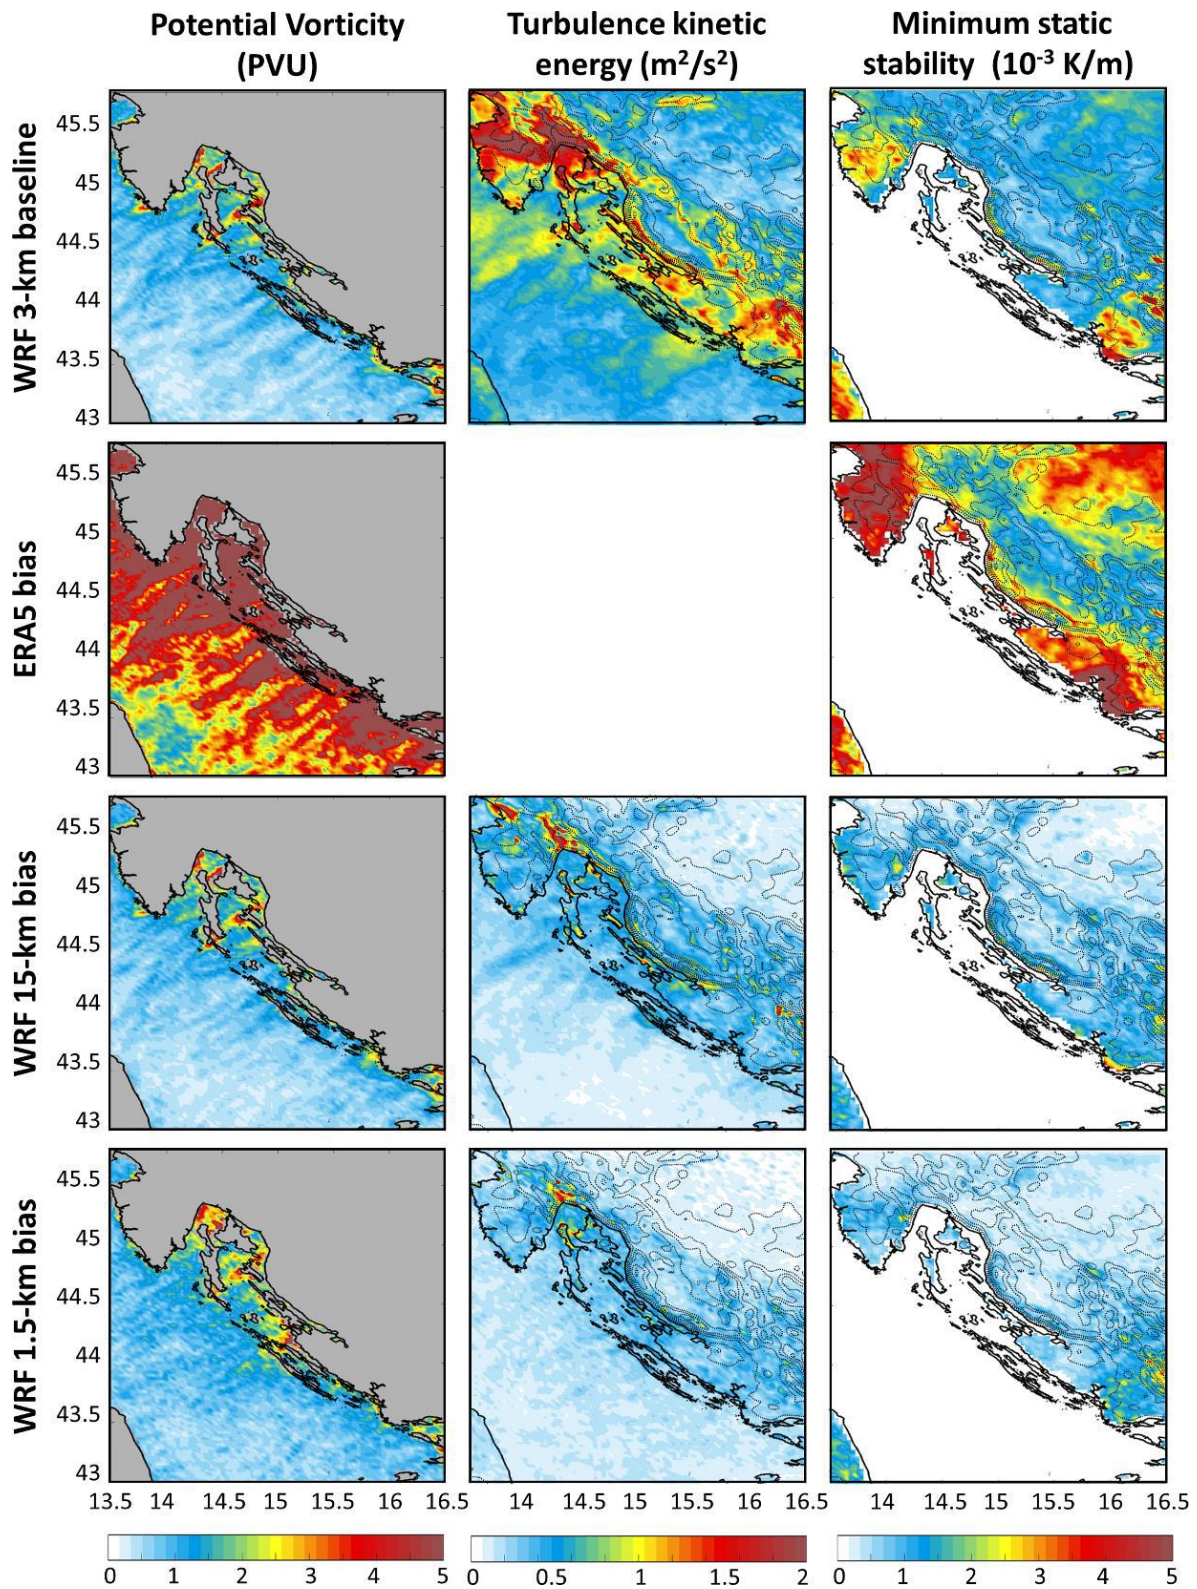 Potential Vorticity
(PVU)
Turbulence kinetic
energy (m²/s²)
Minimum static
stability (10⁻³ K/m)
WRF 3-km baseline
45.5
45
44.5
44
43.5
43
ERA5 bias
45.5
45
44.5
44
43.5
43
WRF 15-km bias
45.5
45
44.5
44
43.5
43
WRF 1.5-km bias
45.5
45
44.5
44
43.5
43
13.5 14 14.5 15 15.5 16 16.5
14 14.5 15 15.5 16 16.5
14 14.5 15 15.5 16 16.5
0 1 2 3 4 5
0 0.5 1 1.5 2
0 1 2 3 4 5